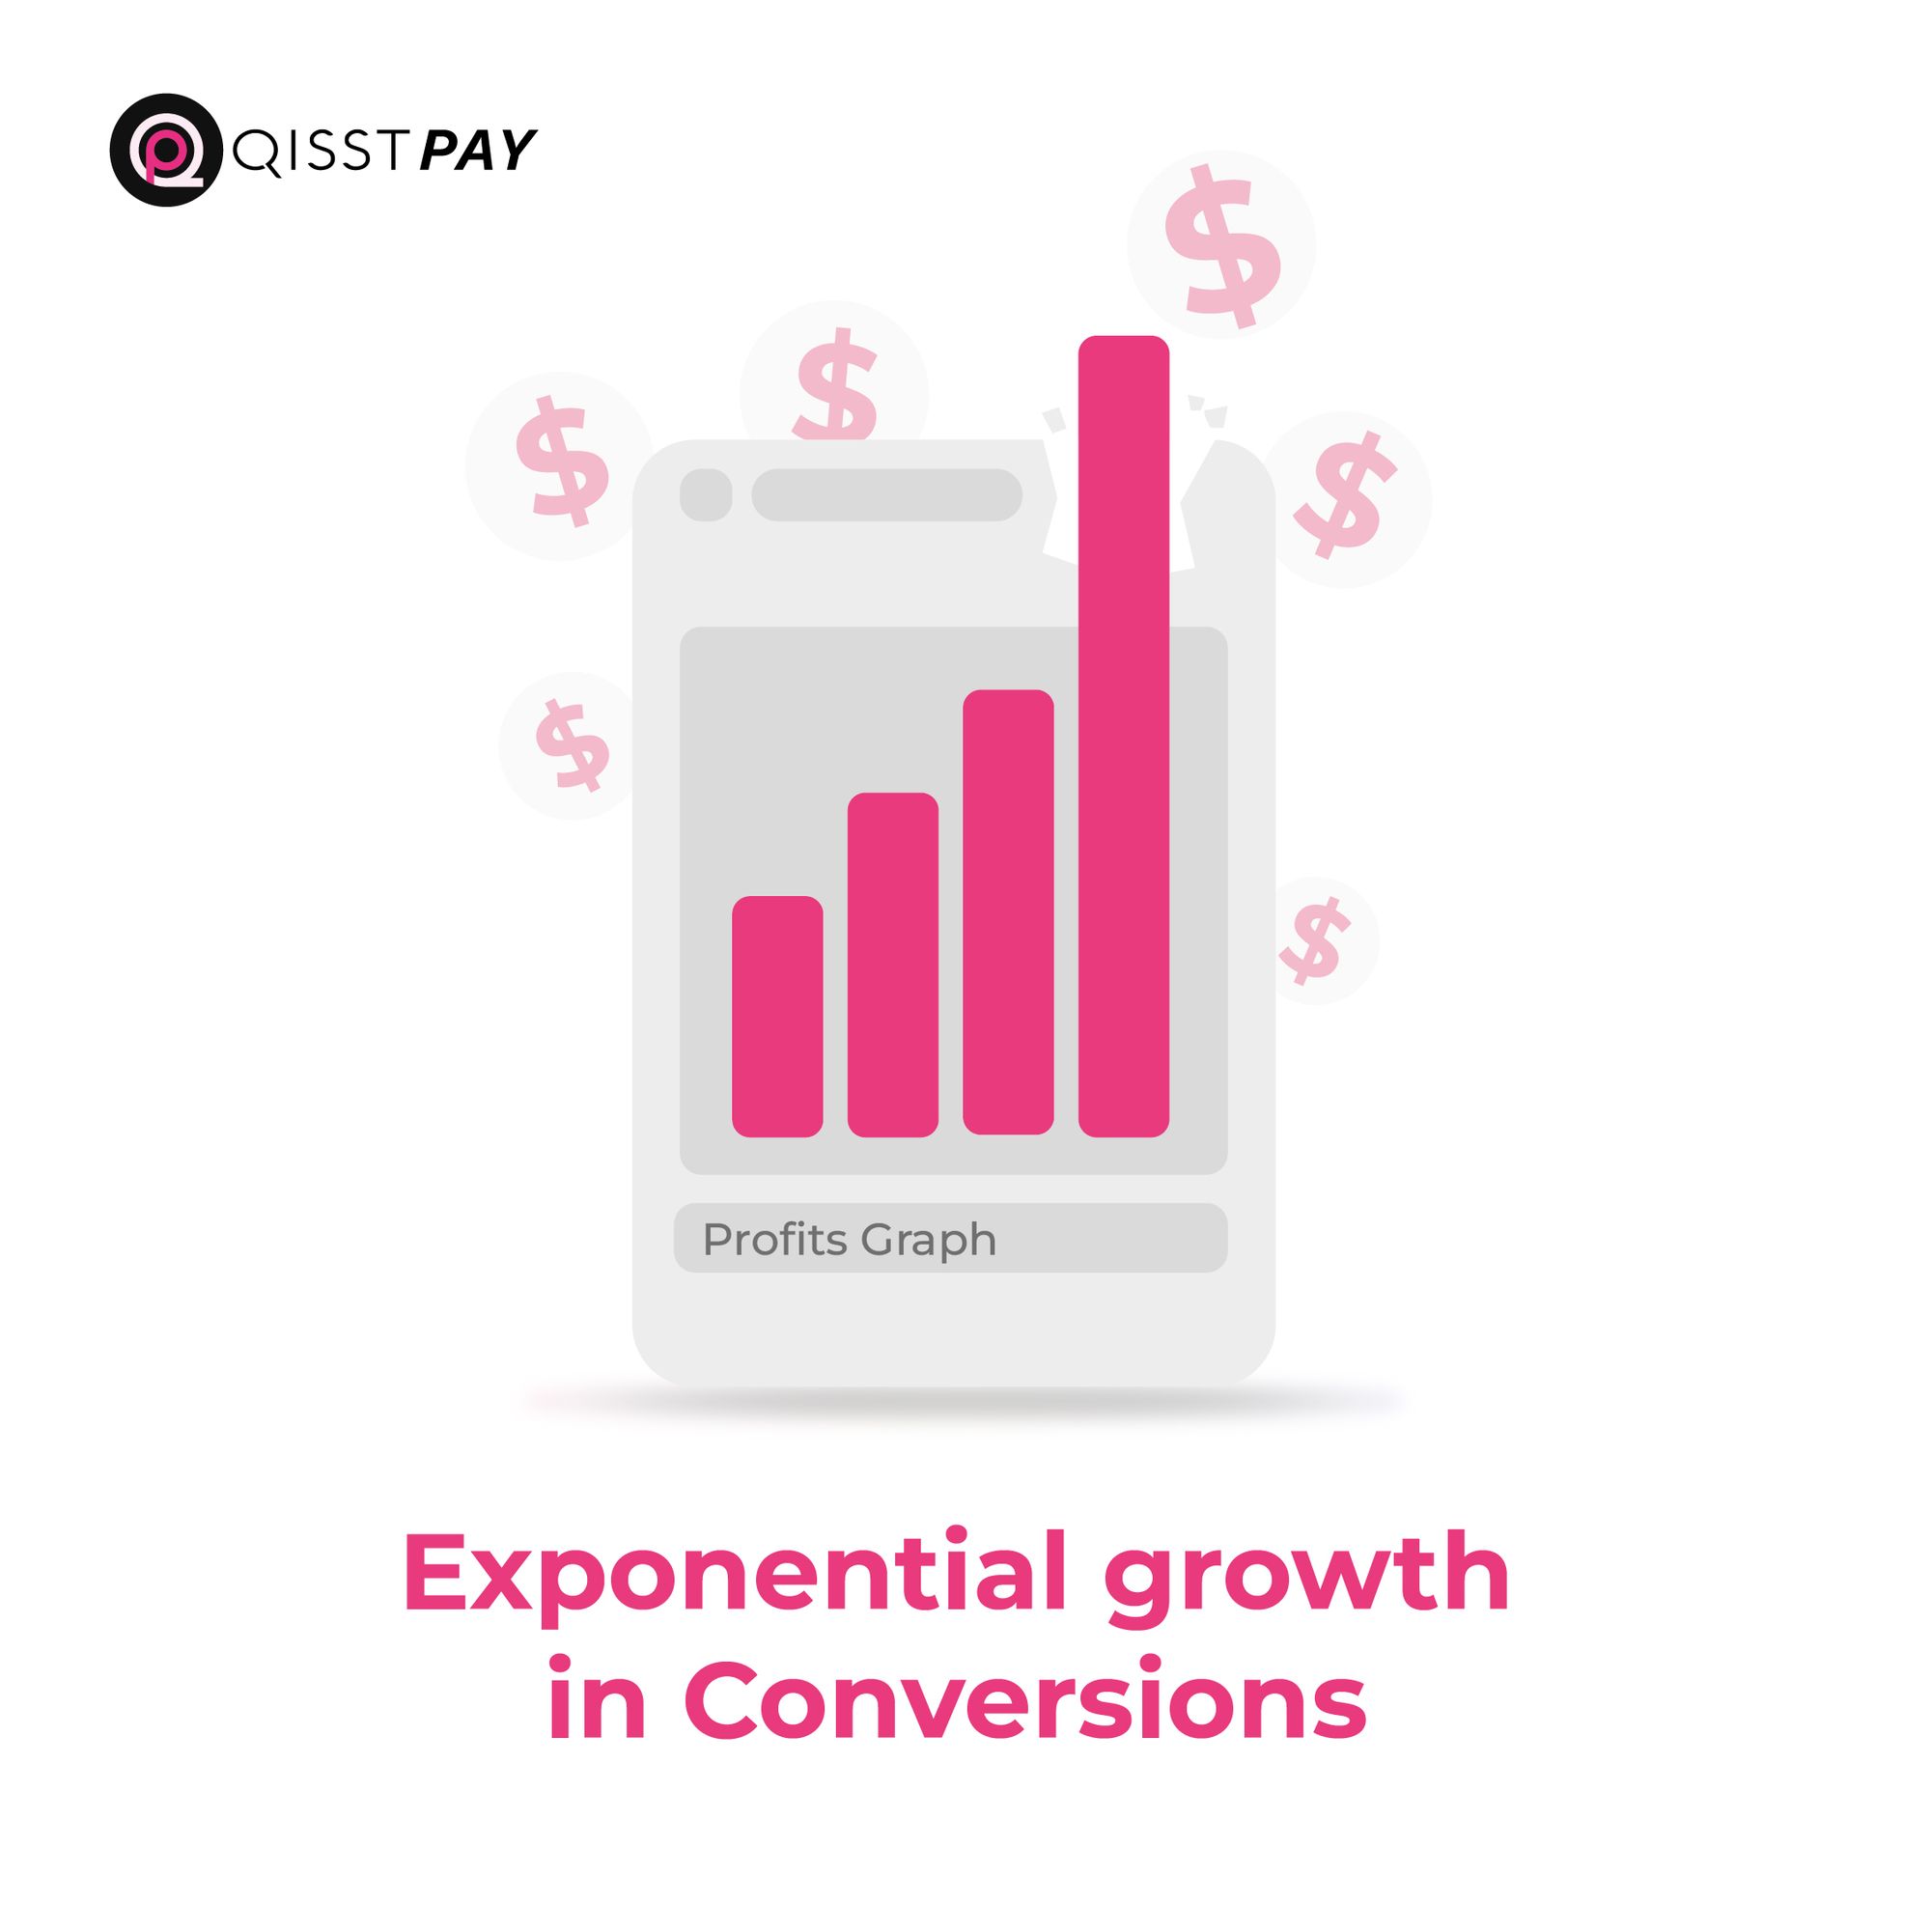 QISSTPAY
$
$
$
$
$
$
Profits Graph
Exponential growth
in Conversions